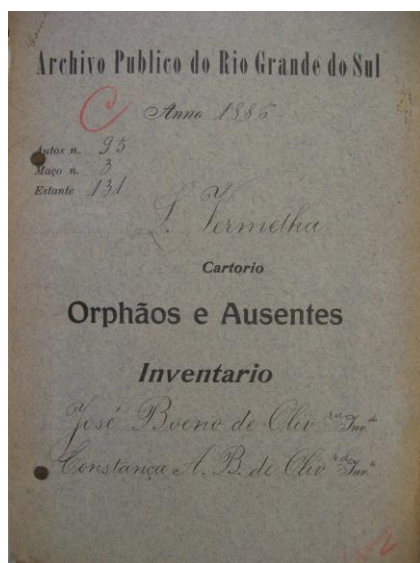 Archivo Publico do Rio Grande do Sul
C
Anno 1886
Autos n. 95
Maço n. 3
Estante 131
L. Vermelha
Cartorio
Orphãos e Ausentes
Inventario
José Boeno de Oliv.ra Inv.do
Constança A. B. de Oliv.ra Inv.te